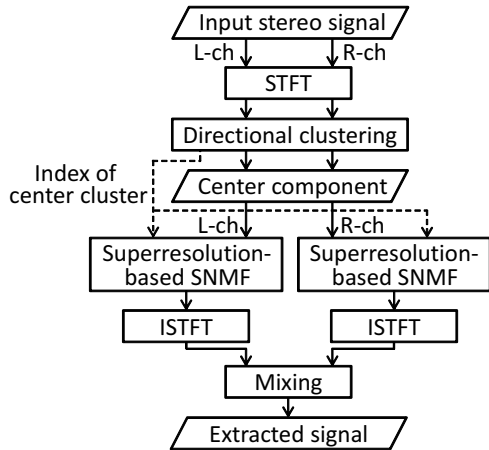 Input stereo signal
L-ch R-ch
STFT
Directional clustering
Index of
center cluster
Center component
L-ch R-ch
Superresolution-
based SNMF
Superresolution-
based SNMF
ISTFT
ISTFT
Mixing
Extracted signal